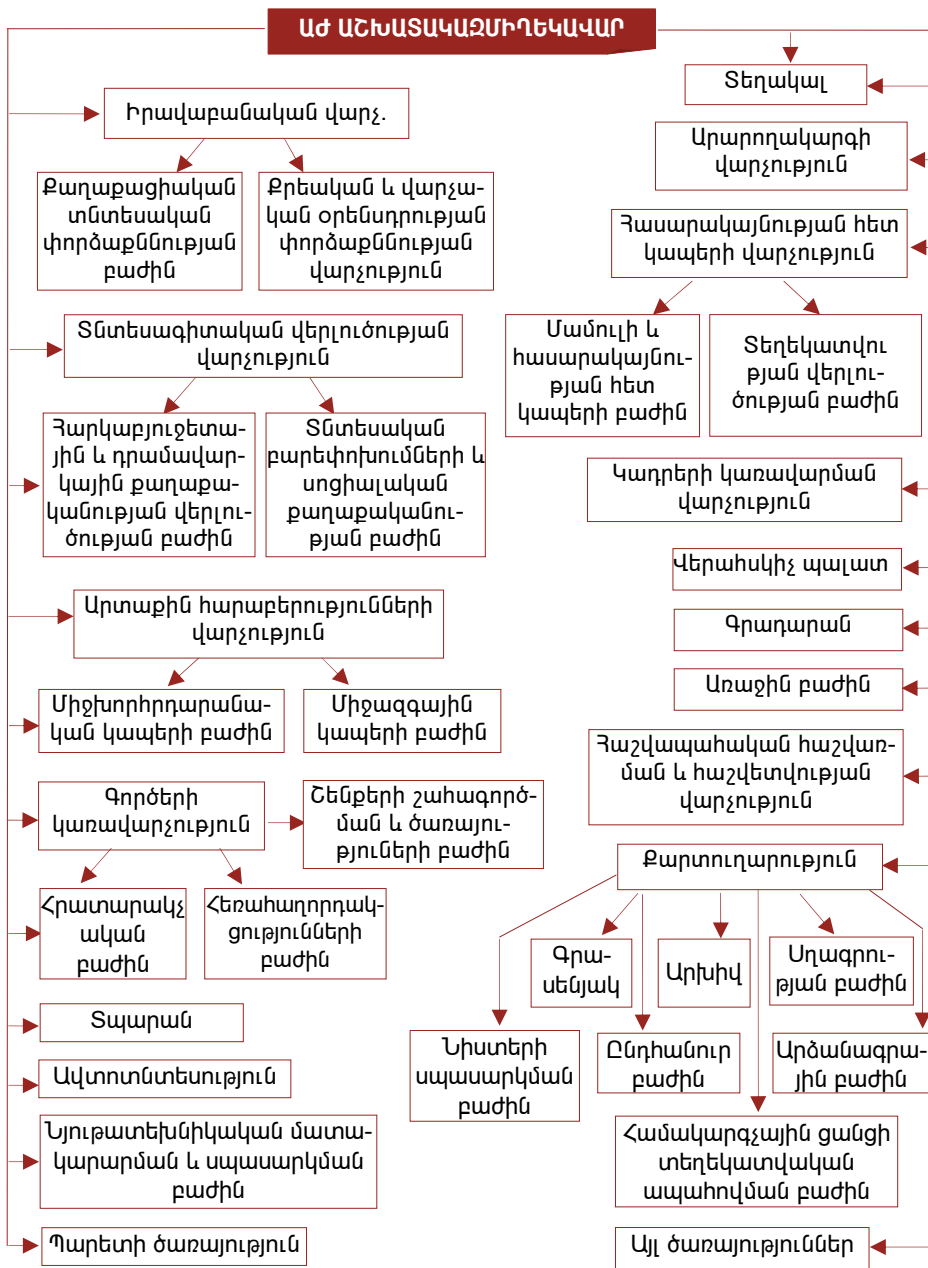 ԱԺ ԱՇԽԱՏԱԿԱԶՄԻՂԵԿԱՎԱՐ
Իրավաբանական վարչ.
Քաղաքացիական
տնտեսական
փորձաքննության
բաժին
Քրեական և վարչա-
կան օրենսդրության
փորձաքննության
վարչություն
Տնտեսագիտական վերլուծության
վարչություն
Հարկաբյուջետա-
յին և դրամավար-
կային քաղաքա-
կանության վերլու-
ծության բաժին
Տնտեսական
բարեփոխումների և
սոցիալական
քաղաքականու-
թյան բաժին
Արտաքին հարաբերությունների
վարչություն
Միջխորհրդարանա-
կան կապերի բաժին
Միջազգային
կապերի բաժին
Գործերի
կառավարչություն
Շենքերի շահագործ-
ման և ծառայու-
թյուների բաժին
Հրատարակչ
ական
բաժին
Հեռահաղորդակ-
ցությունների
բաժին
Տպարան
Ավտոտնտեսություն
Նյութատեխնիկական մատա-
կարարման և սպասարկման
բաժին
Պարետի ծառայություն
Տեղակալ
Արարողակարգի
վարչություն
Հասարակայնության հետ
կապերի վարչություն
Մամուլի և
հասարակայնու-
թյան հետ
կապերի բաժին
Տեղեկատվու
թյան վերլու-
ծության բաժին
Կադրերի կառավարման
վարչություն
Վերահսկիչ պալատ
Գրադարան
Առաջին բաժին
Հաշվապահական հաշվառ-
ման և հաշվետվության
վարչություն
Քարտուղարություն
Գրա-
սենյակ
Արխիվ
Սղագրու-
թյան բաժին
Նիստերի
սպասարկման
բաժին
Ընդհանուր
բաժին
Արձանագրա-
յին բաժին
Համակարգչային ցանցի
տեղեկատվական
ապահովման բաժին
Այլ ծառայություններ